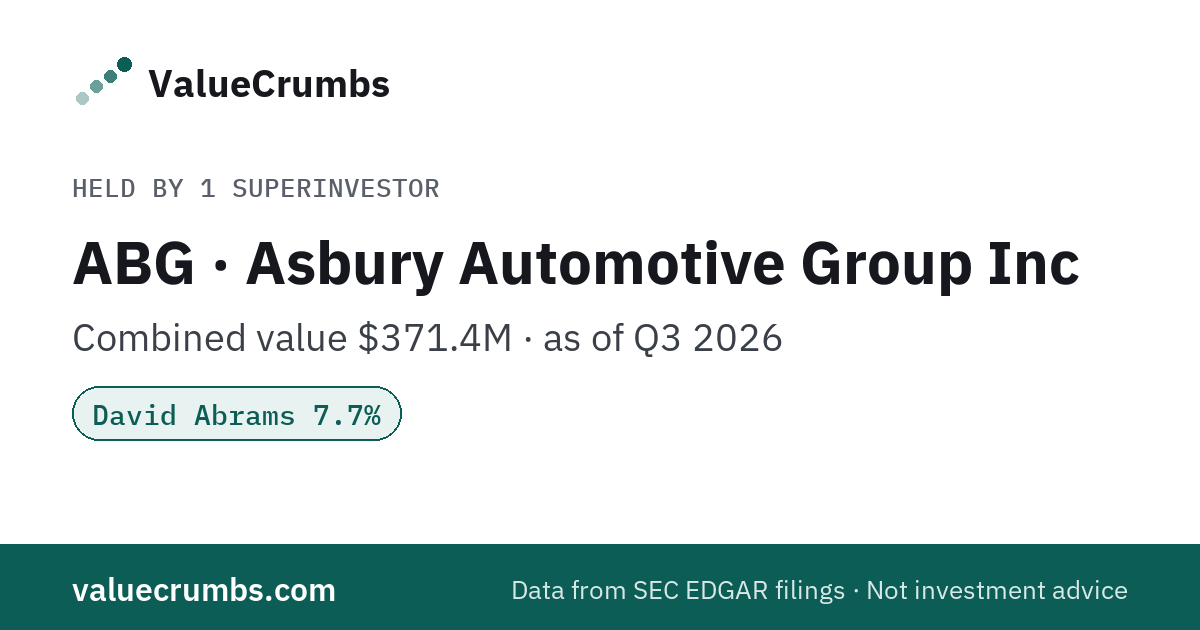 ValueCrumbs
HELD BY 1 SUPERINVESTOR
ABG · Asbury Automotive Group Inc
Combined value $371.4M · as of Q3 2026
David Abrams 7.7%
valuecrumbs.com
Data from SEC EDGAR filings · Not investment advice